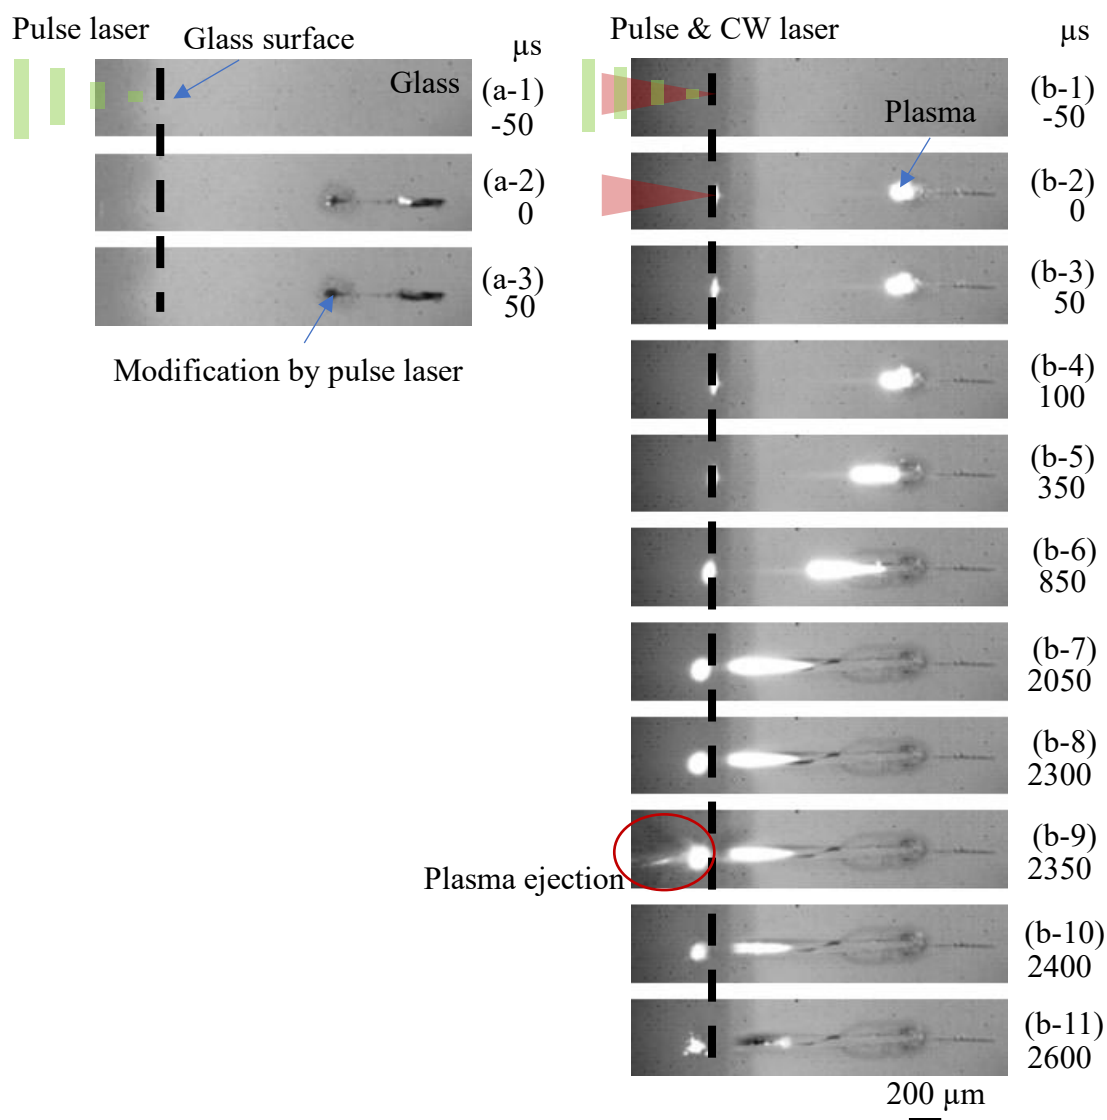 Pulse laser
Glass surface
µs
Glass
(a-1)
-50
(a-2)
0
(a-3)
50
Modification by pulse laser
Pulse & CW laser
µs
(b-1)
-50
Plasma
(b-2)
0
(b-3)
50
(b-4)
100
(b-5)
350
(b-6)
850
(b-7)
2050
(b-8)
2300
(b-9)
2350
Plasma ejection
(b-10)
2400
(b-11)
2600
200 µm